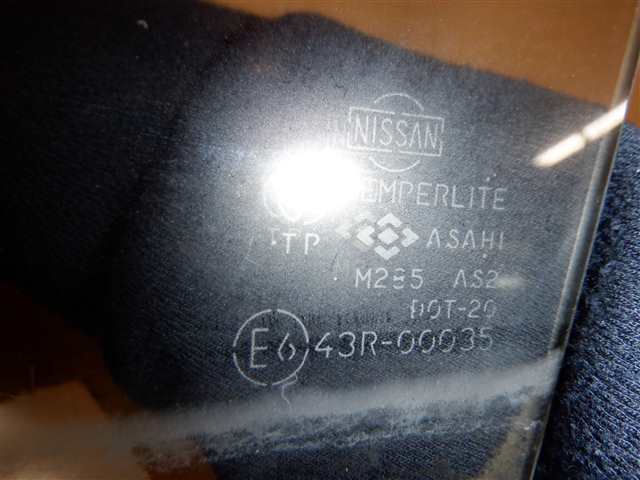 NISSAN
TEMPERLITE
TP ASAHI
M285 AS2
DOT-20
E6 43R-00035